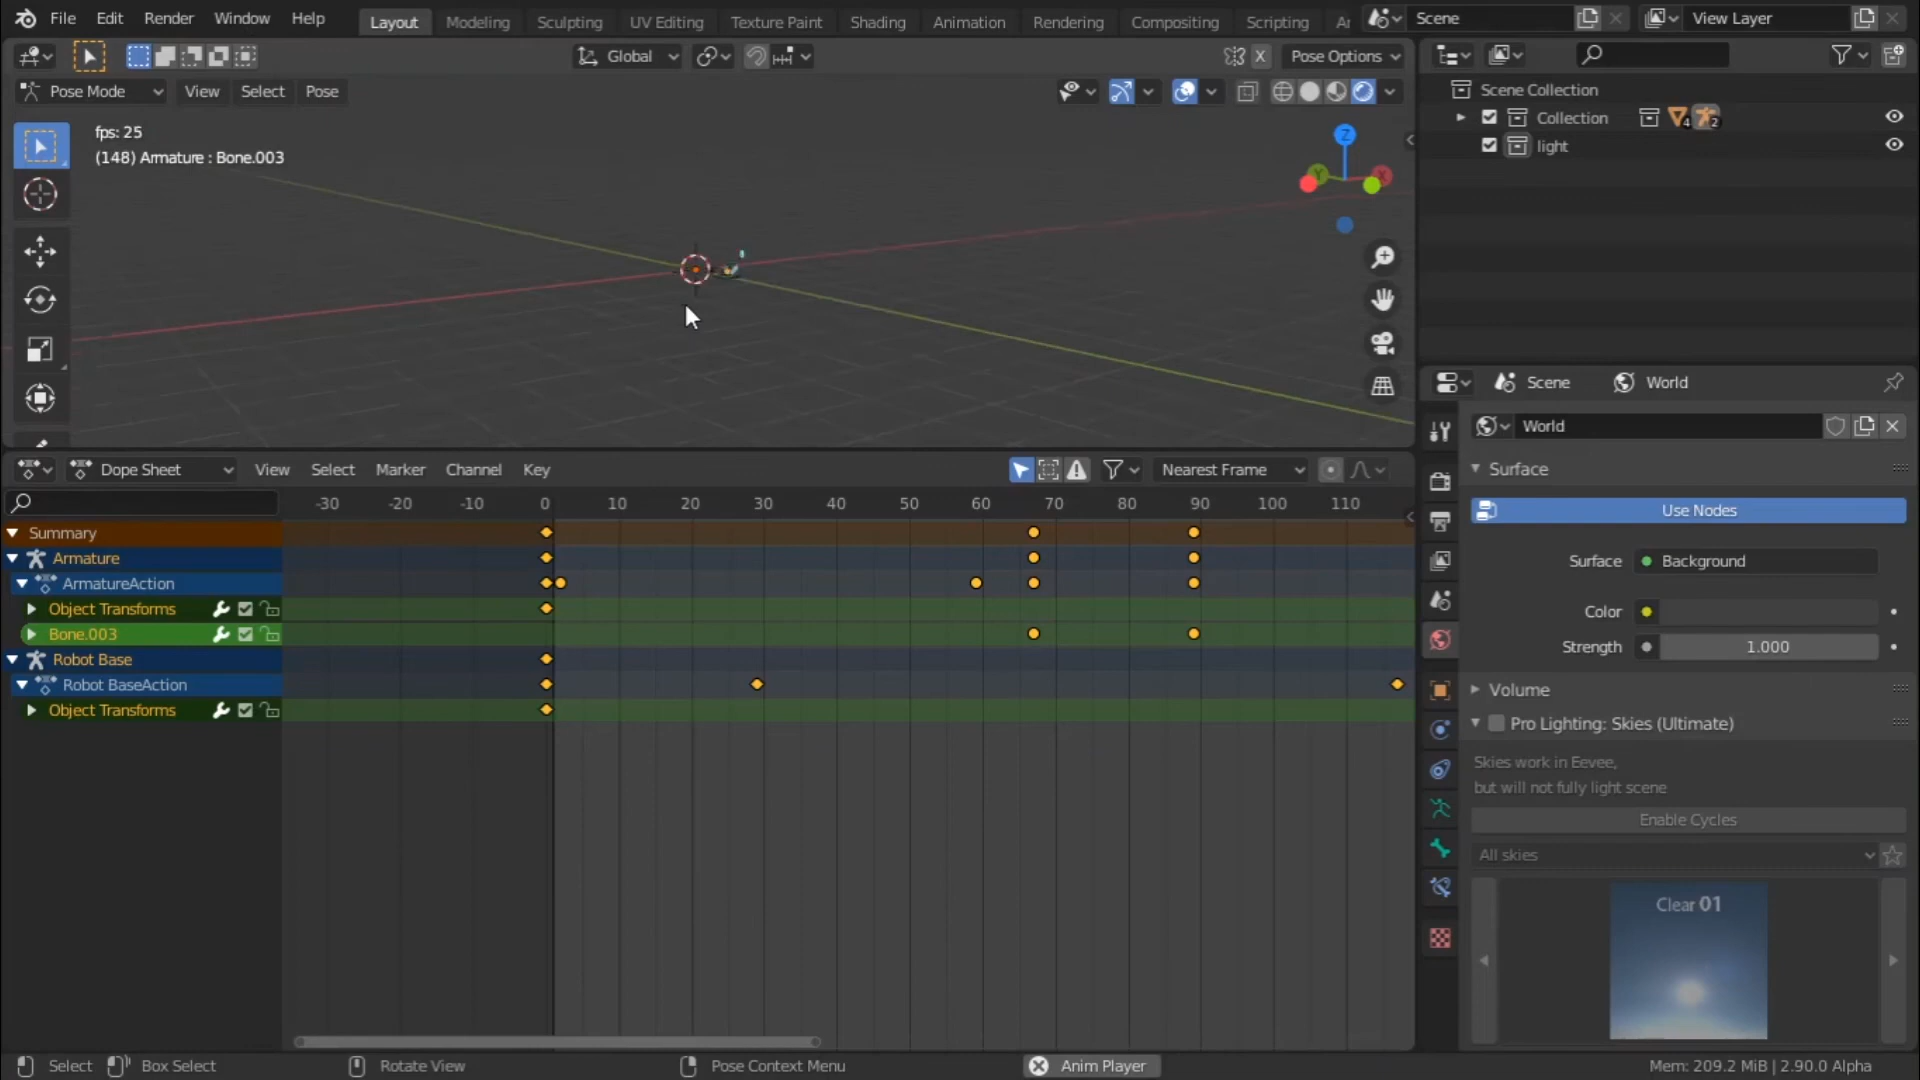 File Edit Render Window Help Layout Modeling Sculpting UV Editing Texture Paint Shading Animation Rendering Compositing Scripting Scene View Layer
Global X Pose Options
Pose Mode View Select Pose
fps: 25
(148) Armature : Bone.003
Z
Y X
Scene Collection
Collection 4 2
light
Scene World
World
Surface
Use Nodes
Surface Background
Color
Strength 1.000
Volume
Pro Lighting: Skies (Ultimate)
Skies work in Eevee,
but will not fully light scene
Enable Cycles
All skies
Clear 01
Dope Sheet View Select Marker Channel Key Nearest Frame
-30 -20 -10 0 10 20 30 40 50 60 70 80 90 100 110
Summary
Armature
ArmatureAction
Object Transforms
Bone.003
Robot Base
Robot BaseAction
Object Transforms
Select Box Select Rotate View Pose Context Menu Anim Player Mem: 209.2 MiB | 2.90.0 Alpha